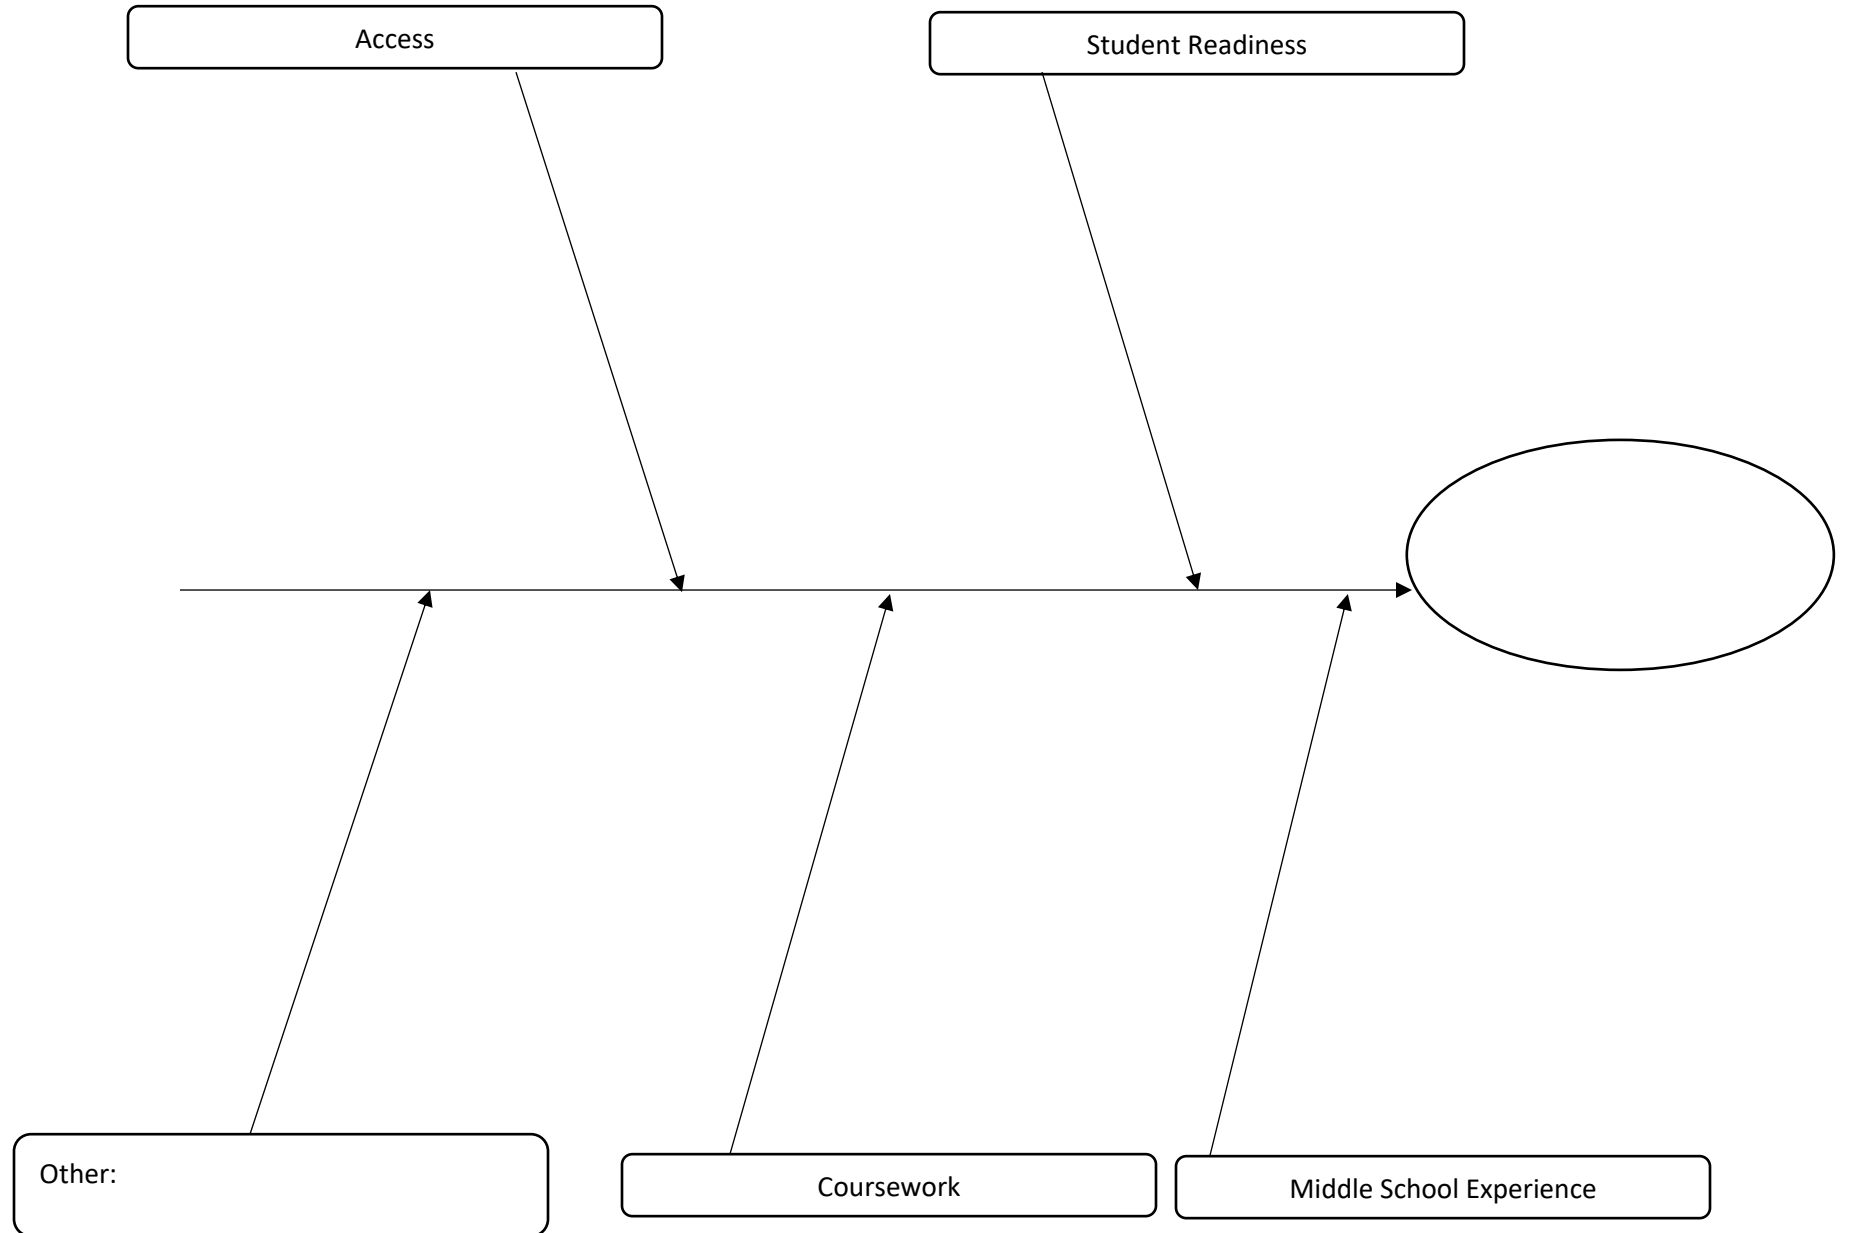 Access
Student Readiness
Other:
Coursework
Middle School Experience